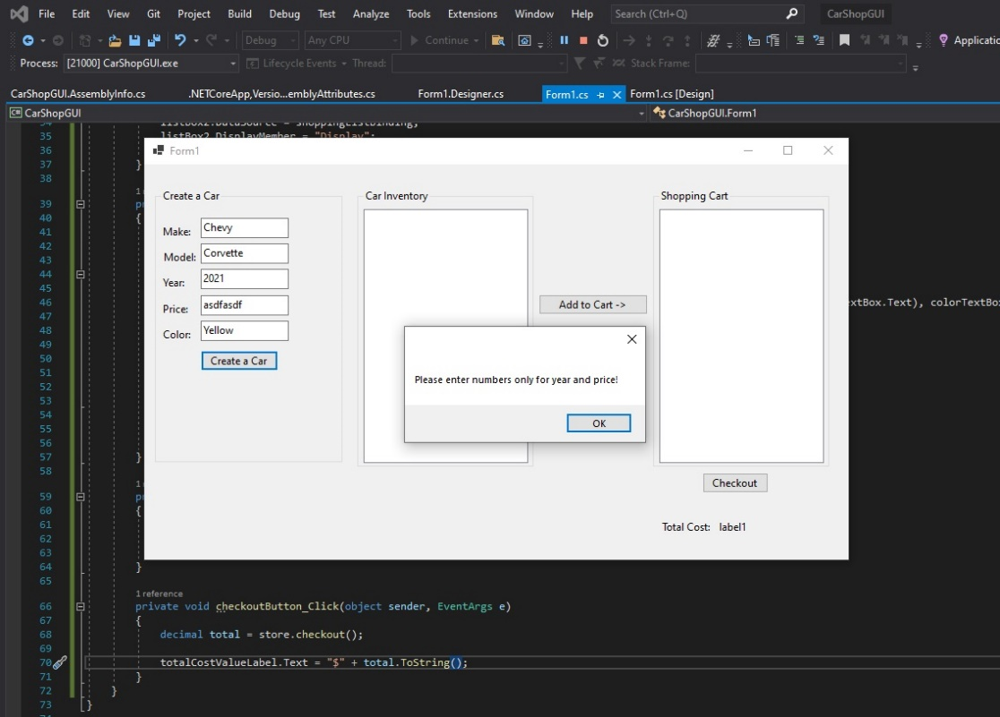 File Edit View Git Project Build Debug Test Analyze Tools Extensions Window Help Search (Ctrl+Q) CarShopGUI
Debug Any CPU Continue Applicatic
Process: [21000] CarShopGUI.exe Lifecycle Events Thread: Stack Frame:
CarShopGUI.AssemblyInfo.cs .NETCoreApp,Versio...emblyAttributes.cs Form1.Designer.cs Form1.cs Form1.cs [Design]
CarShopGUI CarShopGUI.Form1
34 listBox2.DataSource = shoppingListBinding;
35 listBox2.DisplayMember = "Display";
36
37 }
38
39
40 {
41
42
43
44
45
46 xtBox.Text), colorTextBo
47
48
49
50
51
52
53
54
55
56
57 }
58
59
60 {
61
62
63
64 }
65
1 reference
66 private void checkoutButton_Click(object sender, EventArgs e)
67 {
68 decimal total = store.checkout();
69
70 totalCostValueLabel.Text = "$" + total.ToString();
71 }
72 }
73 }
Form1
Create a Car
Make: Chevy
Model: Corvette
Year: 2021
Price: asdfasdf
Color: Yellow
Create a Car
Car Inventory
Add to Cart ->
Shopping Cart
Checkout
Total Cost: label1
Please enter numbers only for year and price!
OK